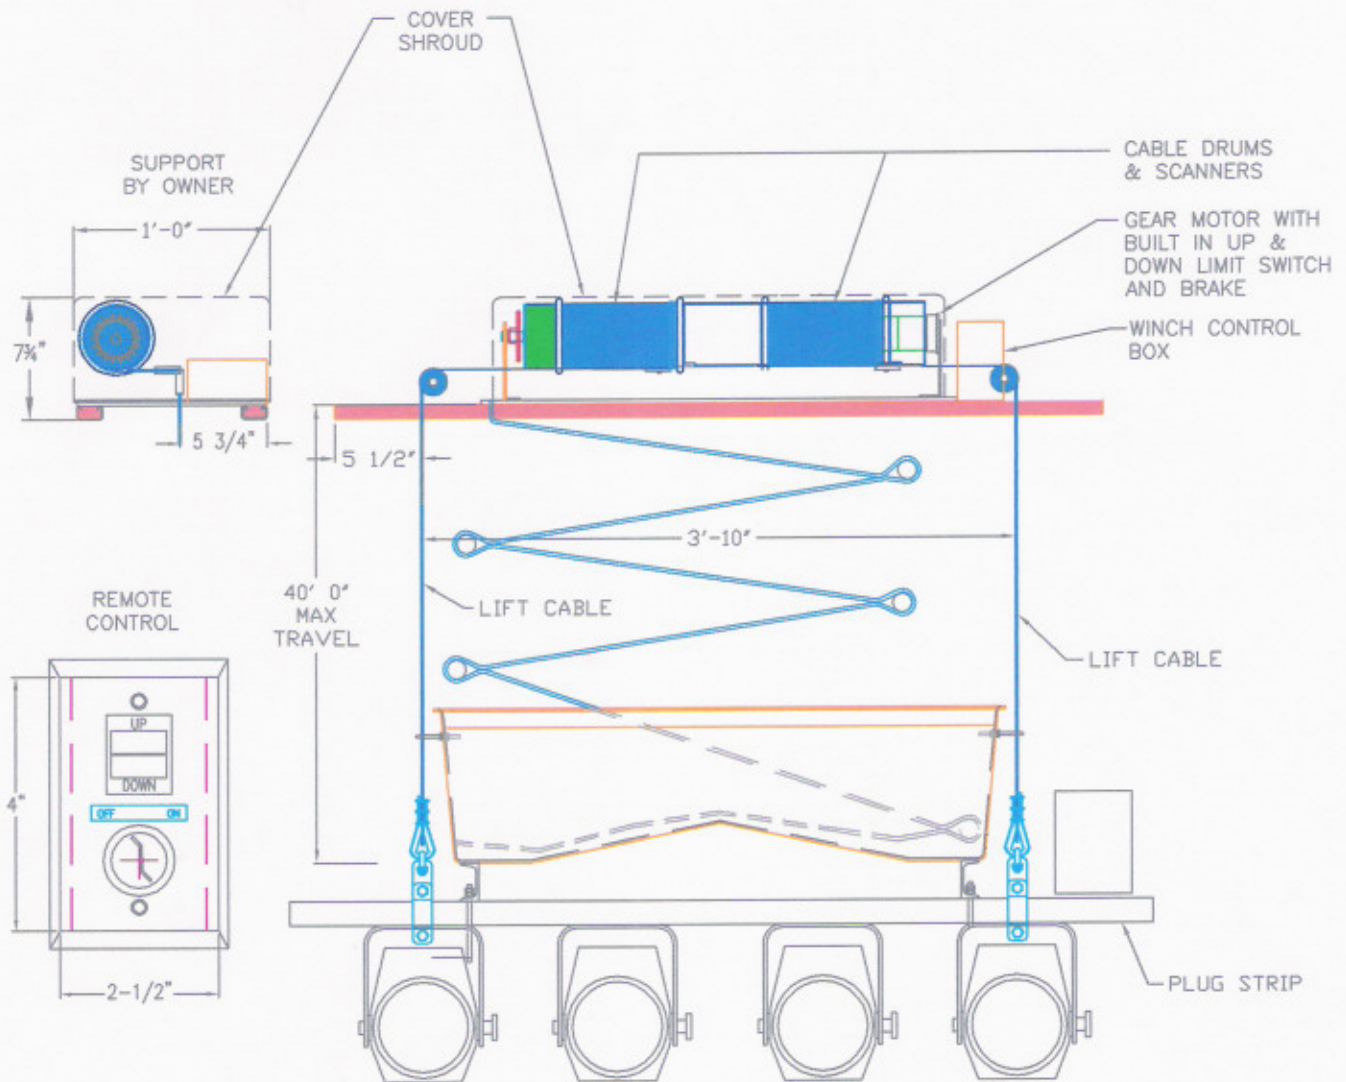 COVER
SHROUD
SUPPORT
BY OWNER
1'-0"
7¾"
5 3/4"
CABLE DRUMS
& SCANNERS
GEAR MOTOR WITH
BUILT IN UP &
DOWN LIMIT SWITCH
AND BRAKE
WINCH CONTROL
BOX
5 1/2"
3'-10"
40' 0"
MAX
TRAVEL
LIFT CABLE
LIFT CABLE
REMOTE
CONTROL
UP
DOWN
OFF ON
4"
2-1/2"
PLUG STRIP